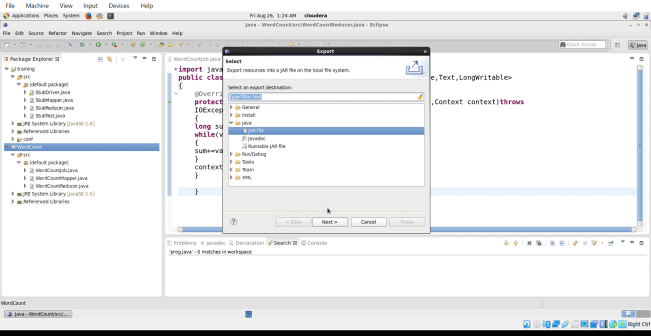 File Machine View Input Devices Help
Applications Places System Fri Aug 26, 1:24 AM cloudera
Java - WordCount/src/WordCountReducer.java - Eclipse
File Edit Source Refactor Navigate Search Project Run Window Help
Quick Access Java
Package Explorer
training
src
(default package)
StubDriver.java
StubMapper.java
StubReducer.java
StubTest.java
JRE System Library [JavaSE-1.6]
Referenced Libraries
conf
WordCount
src
(default package)
WordCountJob.java
WordCountMapper.java
WordCountReducer.java
JRE System Library [JavaSE-1.6]
Referenced Libraries
WordCountJob.java
import java
public clas e,Text,LongWritable>
{
@Overri
protect ,Context context)throws
IOExcep
{
long su
while(v
{
sum+=va
}
context
}
}
Export
Select
Export resources into a JAR file on the local file system.
Select an export destination:
type filter text
General
Install
Java
JAR file
Javadoc
Runnable JAR file
Run/Debug
Tasks
Team
XML
< Back Next > Cancel Finish
Problems Javadoc Declaration Search Console
'prog.java' - 0 matches in workspace
WordCount
Java - WordCount/src/...
Right Ctrl